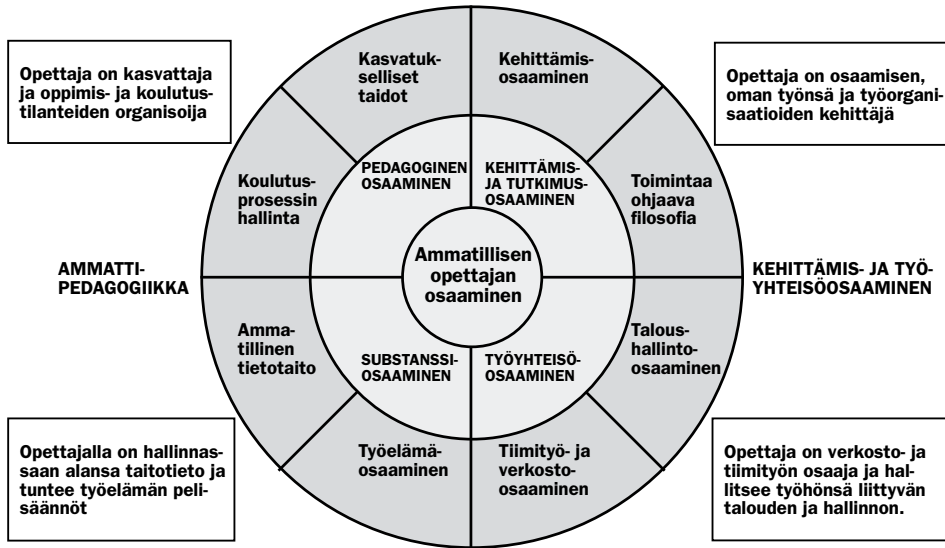 Opettaja on kasvattaja
ja oppimis- ja koulutus-
tilanteiden organisoija
Kasvatuk-
selliset
taidot
Kehittämis-
osaaminen
Opettaja on osaamisen,
oman työnsä ja työorgani-
saatioiden kehittäjä
Koulutus-
prosessin
hallinta
PEDAGOGINEN
OSAAMINEN
KEHITTÄMIS-
JA TUTKIMUS-
OSAAMINEN
Toimintaa
ohjaava
filosofia
AMMATTI-
PEDAGOGIIKKA
Ammatillisen
opettajan
osaaminen
KEHITTÄMIS- JA TYÖ-
YHTEISÖOSAAMINEN
Amma-
tillinen
tietotaito
SUBSTANSSI-
OSAAMINEN
TYÖYHTEISÖ-
OSAAMINEN
Talous-
hallinto-
osaaminen
Opettajalla on hallinnas-
saan alansa taitotieto ja
tuntee työelämän peli-
säännöt
Työelämä-
osaaminen
Tiimityö- ja
verkosto-
osaaminen
Opettaja on verkosto- ja
tiimityön osaaja ja hal-
litsee työhönsä liittyvän
talouden ja hallinnon.